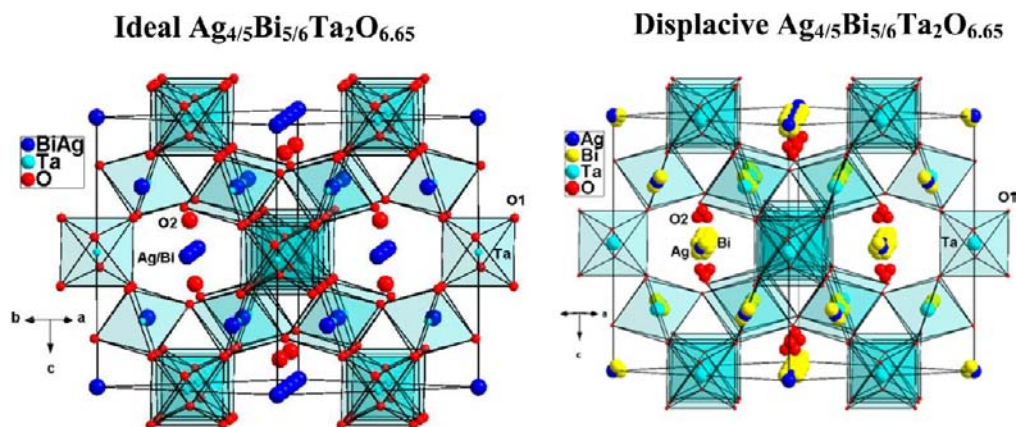 Ideal Ag4/5Bi5/6Ta2O6.65
Displacive Ag4/5Bi5/6Ta2O6.65
BiAg
Ta
O
O1
O2
Ag/Bi
Ta
b
a
c
Ag
Bi
Ta
O
O1
O2
Ag
Bi
Ta
a
c